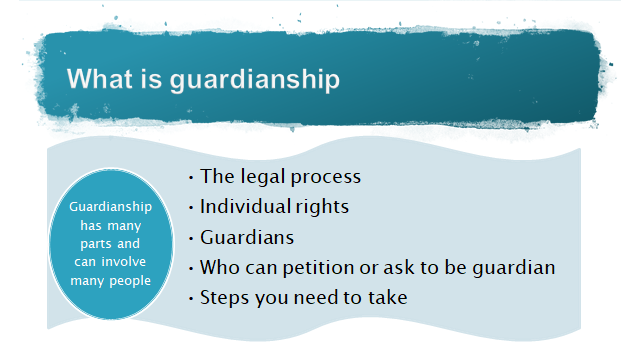 What is guardianship
Guardianship
has many
parts and
can involve
many people
• The legal process
• Individual rights
• Guardians
• Who can petition or ask to be guardian
• Steps you need to take